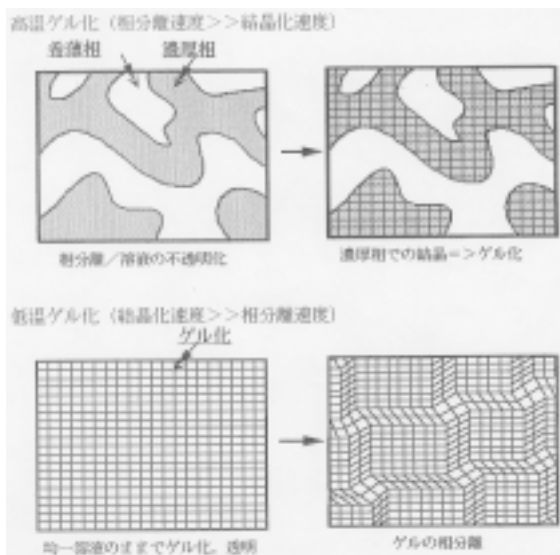 高温ゲル化（相分離速度>>結晶化速度）
希薄相 濃厚相
相分離／溶液の不透明化
濃厚相での結晶＝>ゲル化
低温ゲル化（結晶化速度>>相分離速度）
ゲル化
均一溶液のままでゲル化。透明
ゲルの相分離